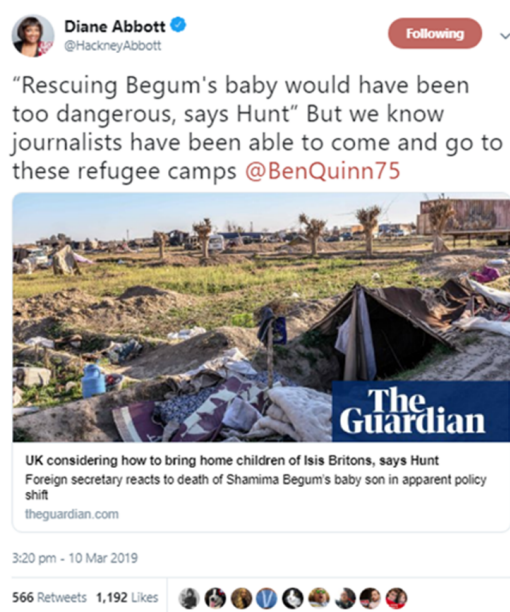 Diane Abbott
@HackneyAbbott
Following
“Rescuing Begum's baby would have been
too dangerous, says Hunt” But we know
journalists have been able to come and go to
these refugee camps @BenQuinn75
The
Guardian
UK considering how to bring home children of Isis Britons, says Hunt
Foreign secretary reacts to death of Shamima Begum's baby son in apparent policy
shift
theguardian.com
3:20 pm - 10 Mar 2019
566 Retweets 1,192 Likes